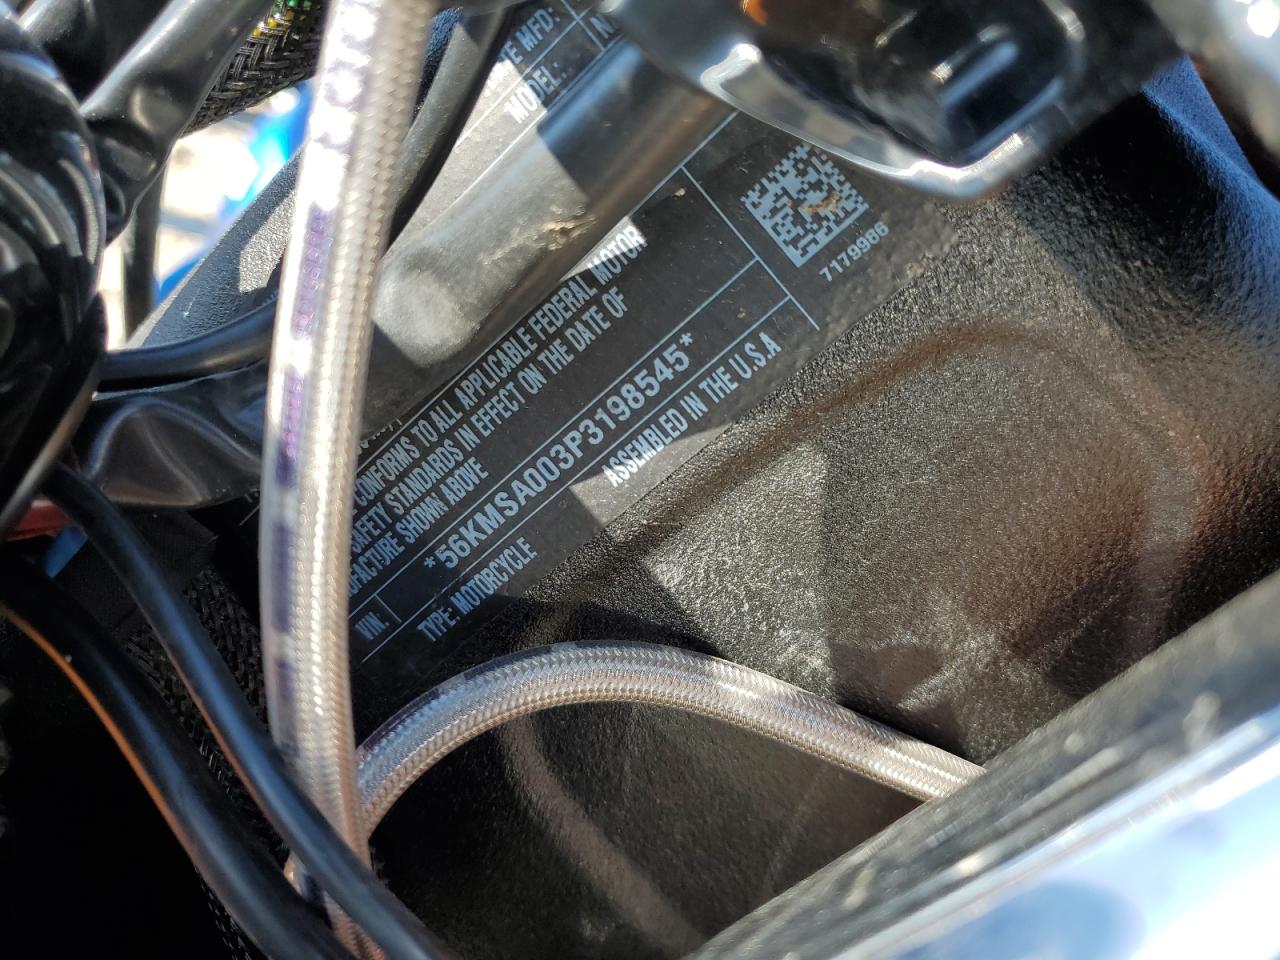 E MFD:
MODEL:
CONFORMS TO ALL APPLICABLE FEDERAL MOTOR
SAFETY STANDARDS IN EFFECT ON THE DATE OF
UFACTURE SHOWN ABOVE
VIN.
*56KMSA003P3198545*
TYPE: MOTORCYCLE
ASSEMBLED IN THE U.S.A
7179986